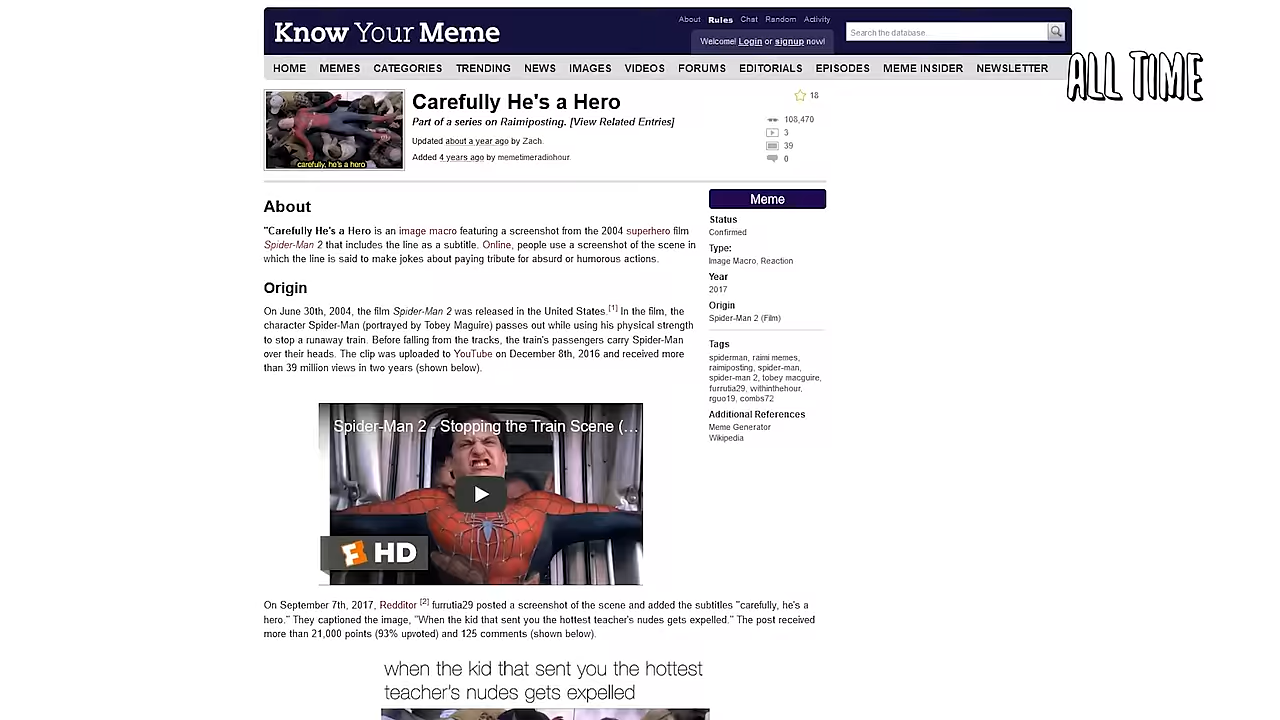 Know Your Meme
About Rules Chat Random Activity
Welcome! Login or signup now!
Search the database...
HOME MEMES CATEGORIES TRENDING NEWS IMAGES VIDEOS FORUMS EDITORIALS EPISODES MEME INSIDER NEWSLETTER
ALL TIME
carefully, he's a hero
Carefully He's a Hero
Part of a series on Raimiposting. [View Related Entries]
Updated about a year ago by Zach.
Added 4 years ago by memetimeradiohour.
18
108,470
3
39
0
About
"Carefully He's a Hero is an image macro featuring a screenshot from the 2004 superhero film
Spider-Man 2 that includes the line as a subtitle. Online, people use a screenshot of the scene in
which the line is said to make jokes about paying tribute for absurd or humorous actions.
Origin
On June 30th, 2004, the film Spider-Man 2 was released in the United States.[1] In the film, the
character Spider-Man (portrayed by Tobey Maguire) passes out while using his physical strength
to stop a runaway train. Before falling from the tracks, the train's passengers carry Spider-Man
over their heads. The clip was uploaded to YouTube on December 8th, 2016 and received more
than 39 million views in two years (shown below).
Meme
Status
Confirmed
Type:
Image Macro, Reaction
Year
2017
Origin
Spider-Man 2 (Film)
Tags
spiderman, raimi memes,
raimiposting, spider-man,
spider-man 2, tobey macguire,
furrutia29, withinthehour,
rguo19, combs72
Additional References
Meme Generator
Wikipedia
Spider-Man 2 - Stopping the Train Scene (...
F HD
On September 7th, 2017, Redditor [2] furrutia29 posted a screenshot of the scene and added the subtitles "carefully, he's a
hero." They captioned the image, "When the kid that sent you the hottest teacher's nudes gets expelled." The post received
more than 21,000 points (93% upvoted) and 125 comments (shown below).
when the kid that sent you the hottest
teacher's nudes gets expelled